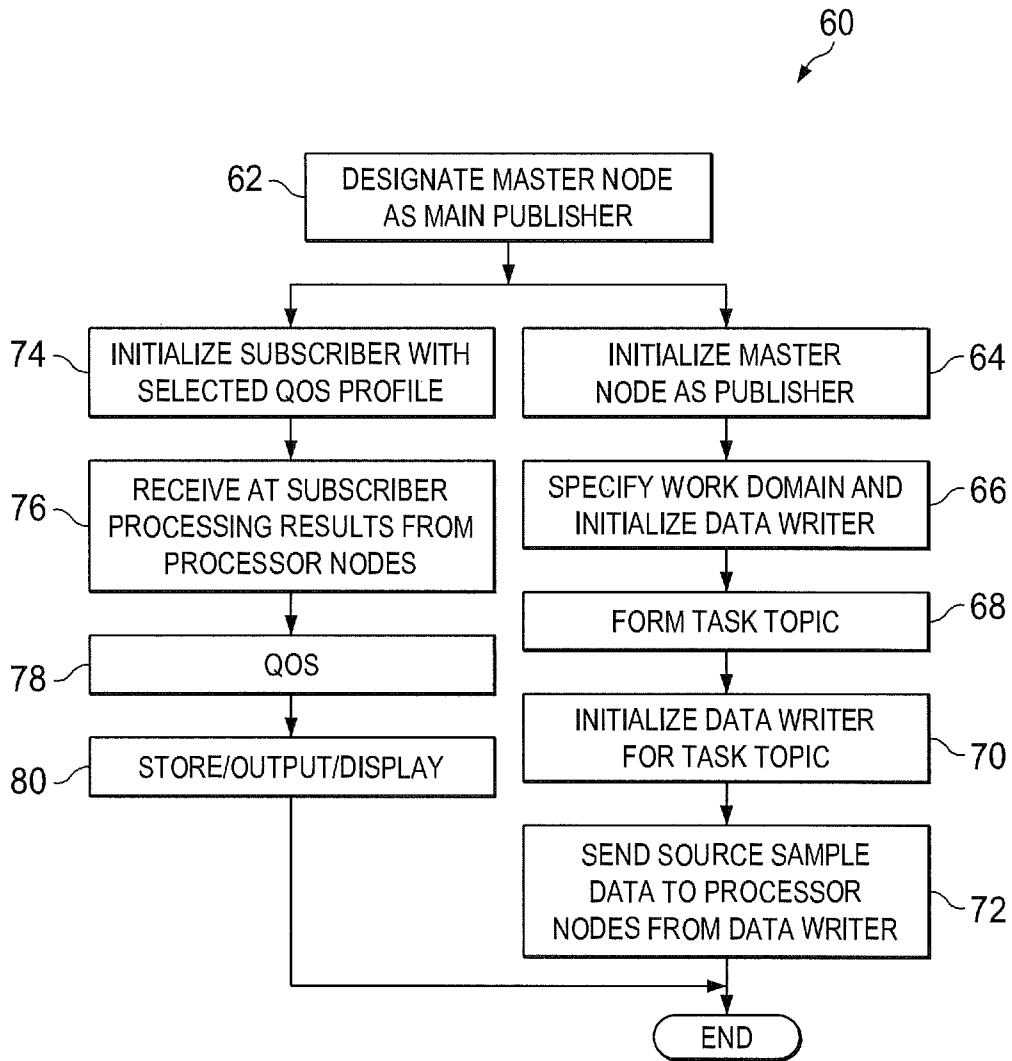 60
62
DESIGNATE MASTER NODE
AS MAIN PUBLISHER
74
INITIALIZE SUBSCRIBER WITH
SELECTED QOS PROFILE
76
RECEIVE AT SUBSCRIBER
PROCESSING RESULTS FROM
PROCESSOR NODES
78
QOS
80
STORE/OUTPUT/DISPLAY
INITIALIZE MASTER
NODE AS PUBLISHER
64
SPECIFY WORK DOMAIN AND
INITIALIZE DATA WRITER
66
FORM TASK TOPIC
68
INITIALIZE DATA WRITER
FOR TASK TOPIC
70
SEND SOURCE SAMPLE
DATA TO PROCESSOR
NODES FROM DATA WRITER
72
END